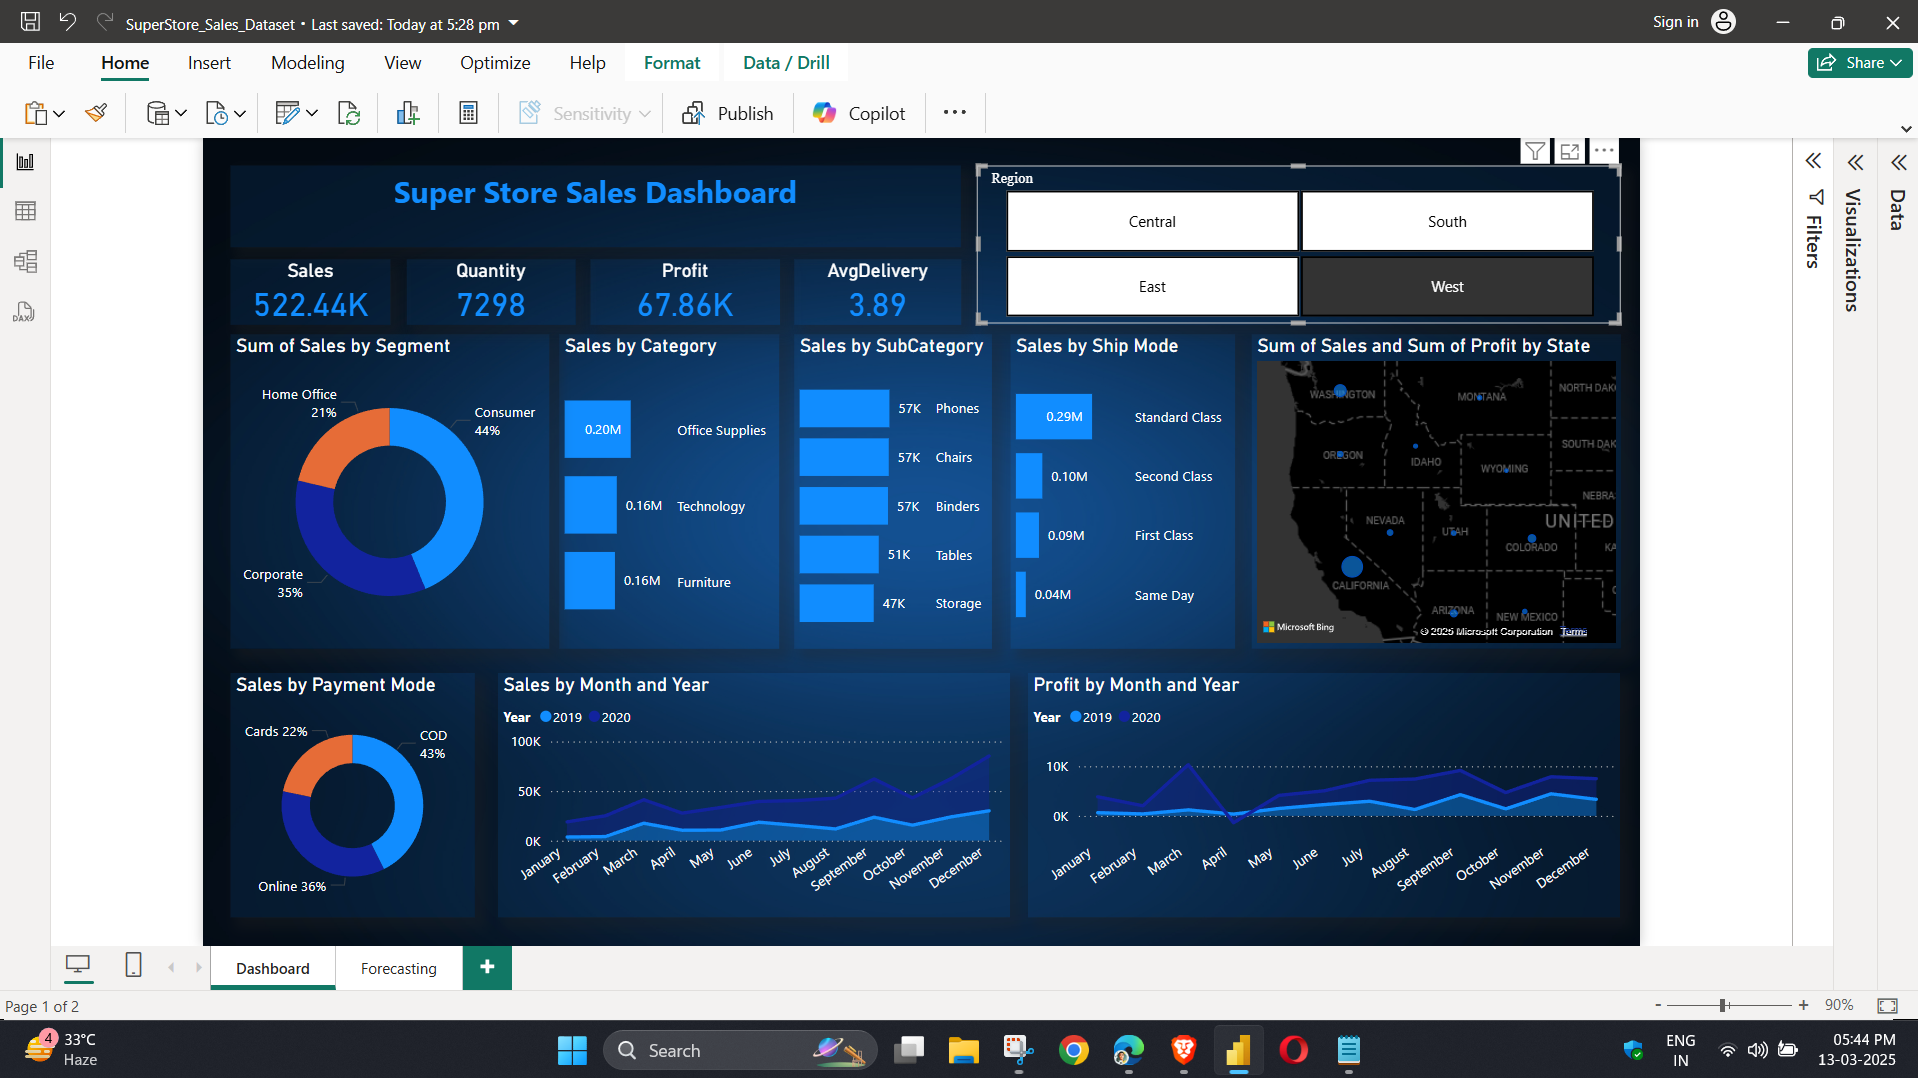 SuperStore_Sales_Dataset • Last saved: Today at 5:28 pm
Sign in
File Home Insert Modeling View Optimize Help Format Data / Drill
Share
Sensitivity Publish Copilot
DAX
Super Store Sales Dashboard
Region
Central South
East West
Sales
522.44K
Quantity
7298
Profit
67.86K
AvgDelivery
3.89
Filters
Visualizations
Data
Sum of Sales by Segment
Home Office
21%
Consumer
44%
Corporate
35%
Sales by Category
0.20M Office Supplies
0.16M Technology
0.16M Furniture
Sales by SubCategory
57K Phones
57K Chairs
57K Binders
51K Tables
47K Storage
Sales by Ship Mode
0.29M Standard Class
0.10M Second Class
0.09M First Class
0.04M Same Day
Sum of Sales and Sum of Profit by State
WASHINGTON
MONTANA
NORTH DAK
OREGON
IDAHO
WYOMING
SOUTH DAK
NEBRA
NEVADA
UTAH
UNITED
COLORADO
KA
CALIFORNIA
ARIZONA
NEW MEXICO
Microsoft Bing
© 2025 Microsoft Corporation Terms
Sales by Payment Mode
Cards 22%
COD
43%
Online 36%
Sales by Month and Year
Year 2019 2020
100K
50K
0K
January February March April May June July August September October November December
Profit by Month and Year
Year 2019 2020
10K
0K
January February March April May June July August September October November December
Dashboard Forecasting +
Page 1 of 2
- + 90%
4
33°C
Haze
Search
ENG
IN
05:44 PM
13-03-2025